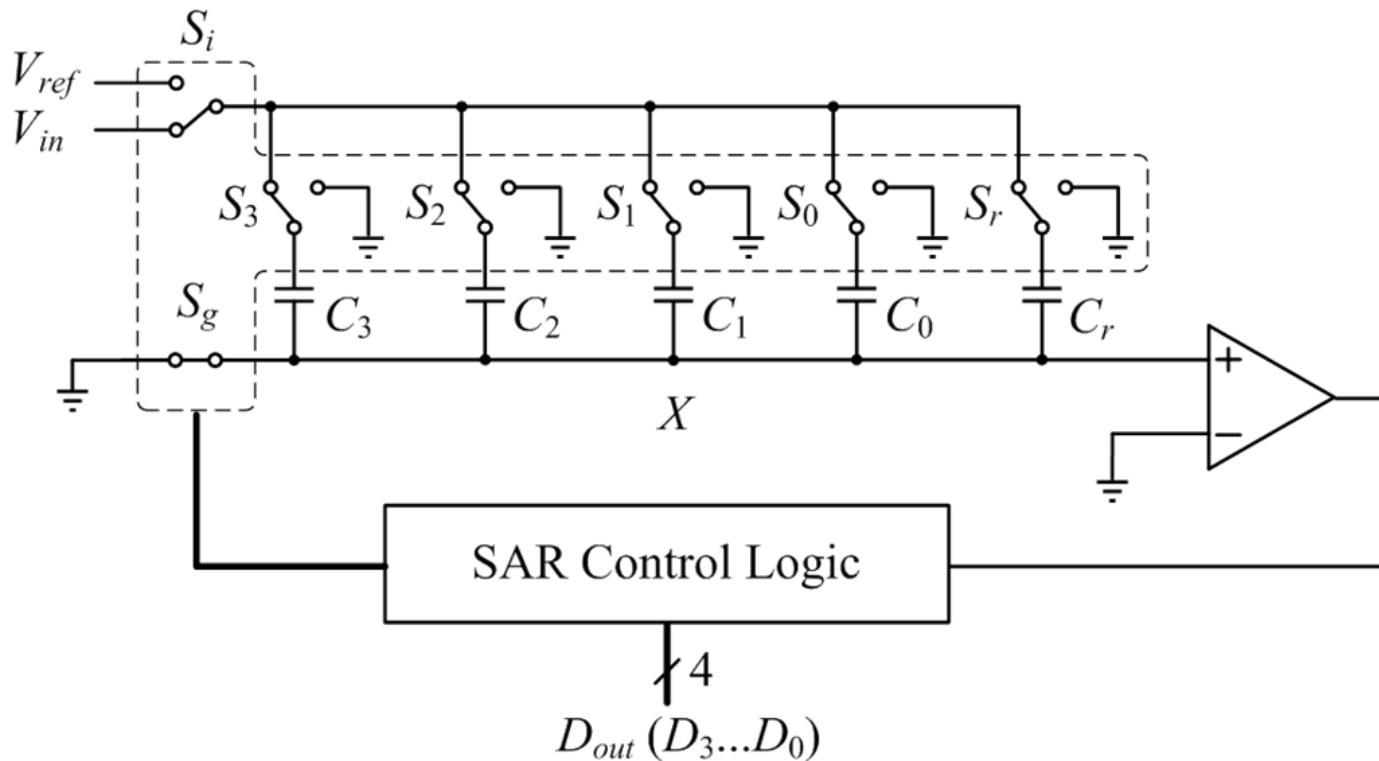 S_i
V_ref
V_in
S_3 S_2 S_1 S_0 S_r
S_g C_3 C_2 C_1 C_0 C_r
+
X
−
SAR Control Logic
4
D_out (D_3...D_0)